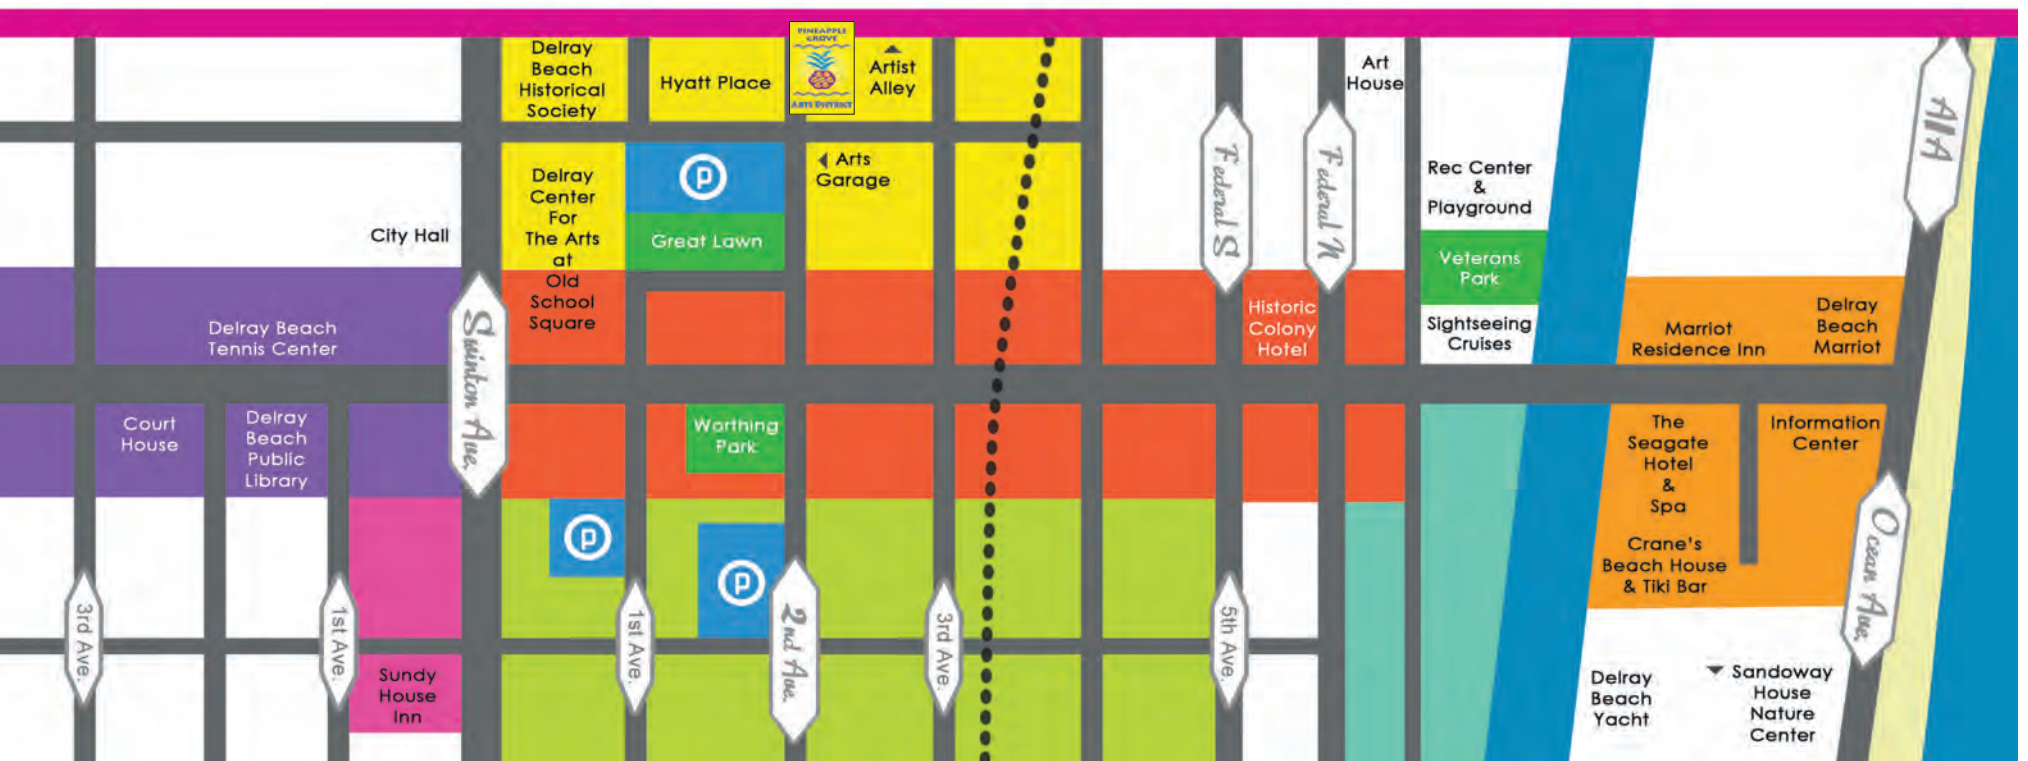 PINEAPPLE
GROVE
ARTS DISTRICT
Delray
Beach
Historical
Society
Hyatt Place
Artist
Alley
Art
House
A1A
Delray
Center
For
The Arts
at
Old
School
Square
P
Great Lawn
Arts
Garage
Federal S
Federal N
Rec Center
&
Playground
Veterans
Park
Sightseeing
Cruises
City Hall
Delray Beach
Tennis Center
Swinton Ave.
Historic
Colony
Hotel
Marriot
Residence Inn
Delray
Beach
Marriot
Court
House
Delray
Beach
Public
Library
Worthing
Park
The
Seagate
Hotel
&
Spa
Crane's
Beach House
& Tiki Bar
Information
Center
P
P
Ocean Ave.
3rd Ave.
1st Ave.
1st Ave.
2nd Ave.
3rd Ave.
5th Ave.
Sundy
House
Inn
Delray
Beach
Yacht
Sandoway
House
Nature
Center